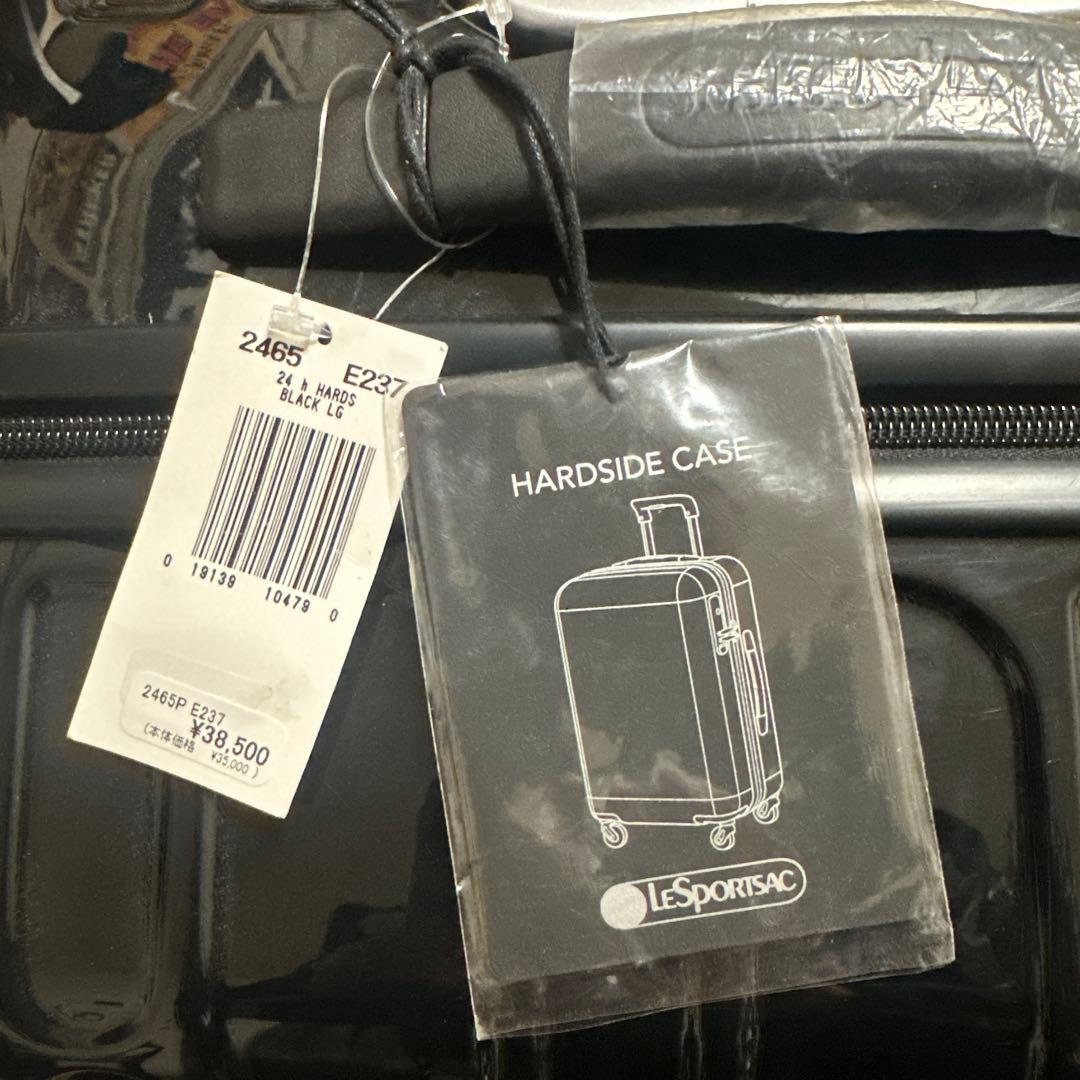 2465 E237
24 h HARDS
BLACK LG
0 19139 10479 0
2465P E237
¥38,500
(本体価格 ¥35,000)
HARDSIDE CASE
LESPORTSAC